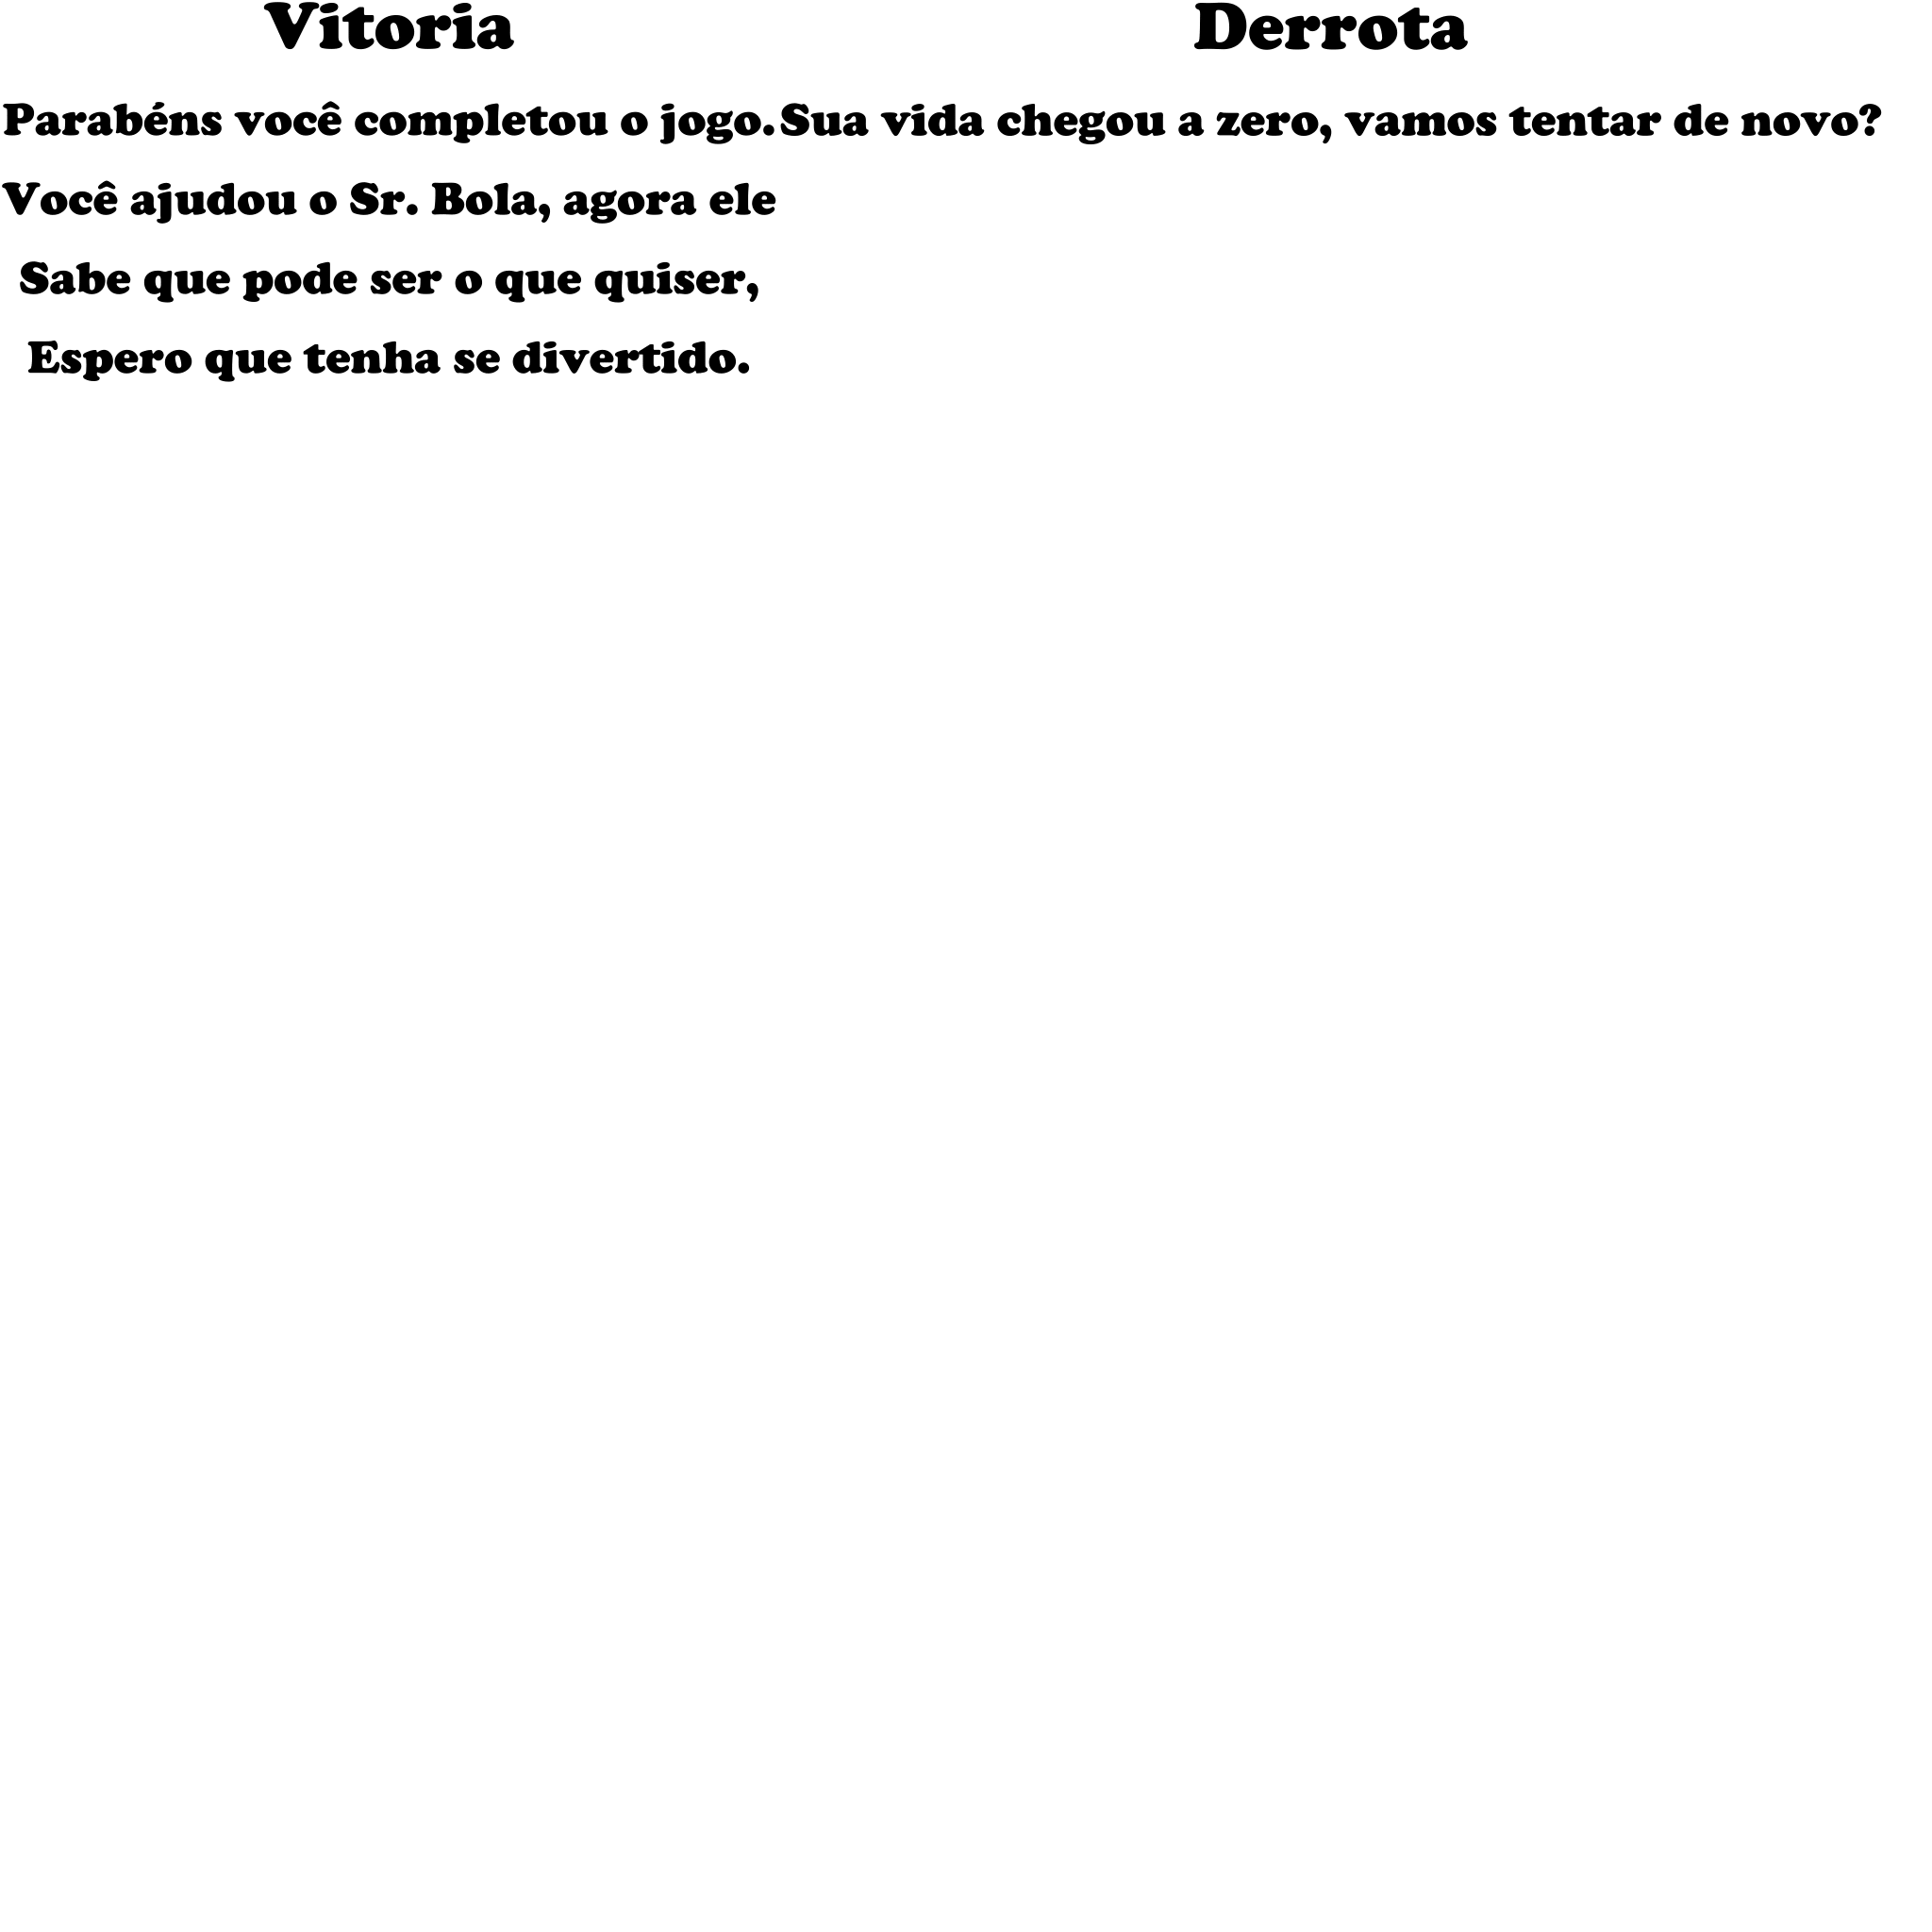 Vitoria
Parabéns você completou o jogo.
Você ajudou o Sr. Bola, agora ele
Sabe que pode ser o que quiser,
Espero que tenha se divertido.
Derrota
Sua vida chegou a zero, vamos tentar de novo?